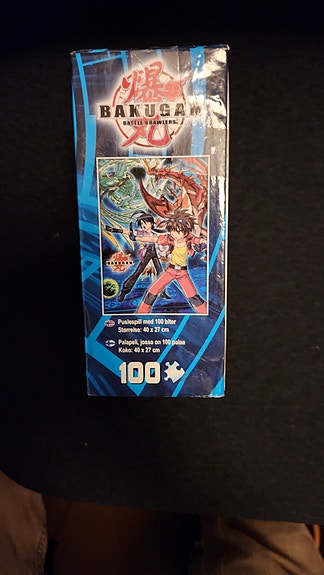 爆
BAKUGAN
BATTLE BRAWLERS
丸
BAKUGAN
Puslespill med 100 biter
Størrelse: 40 x 27 cm
Palapeli, jossa on 100 palaa
Koko: 40 x 27 cm
100